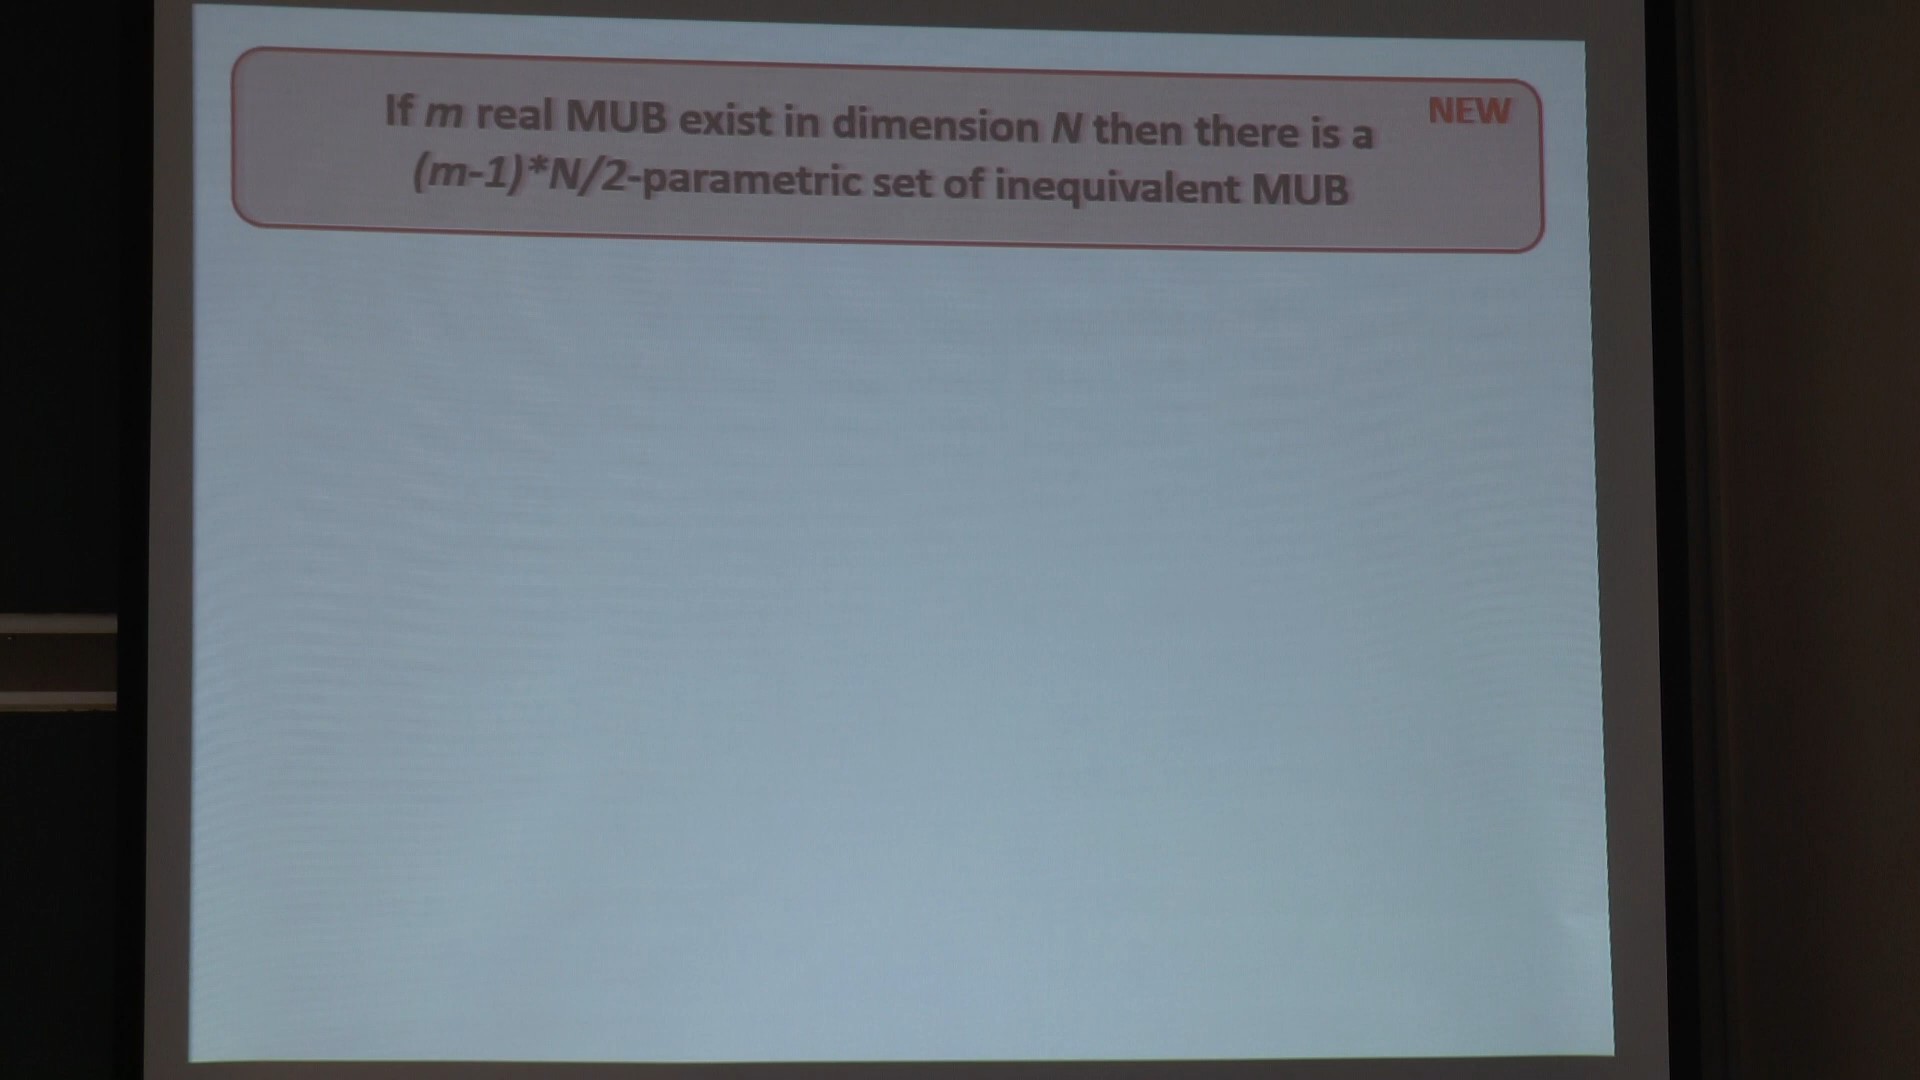 NEW
If m real MUB exist in dimension N then there is a
(m-1)*N/2-parametric set of inequivalent MUB